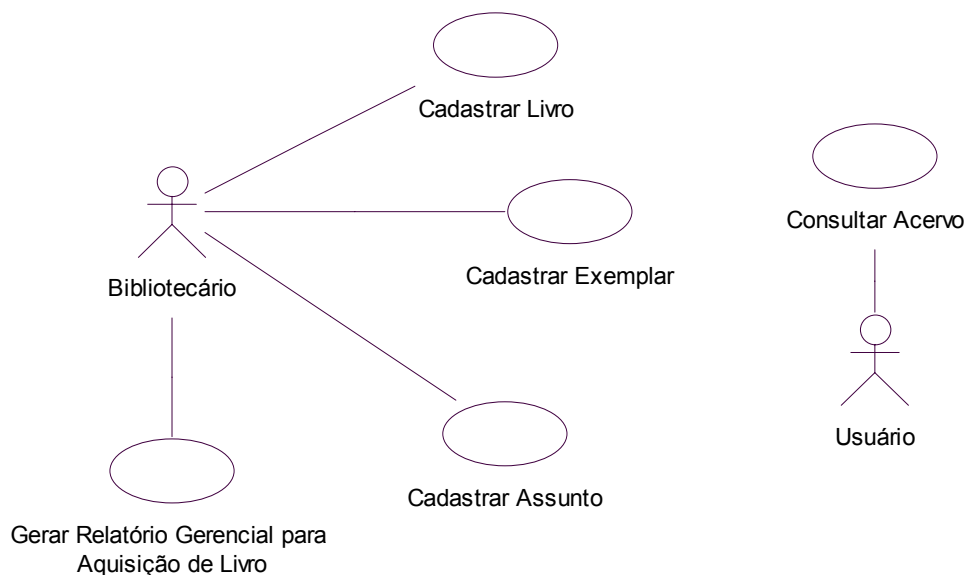 Cadastrar Livro
Consultar Acervo
Cadastrar Exemplar
Bibliotecário
Usuário
Cadastrar Assunto
Gerar Relatório Gerencial para
Aquisição de Livro